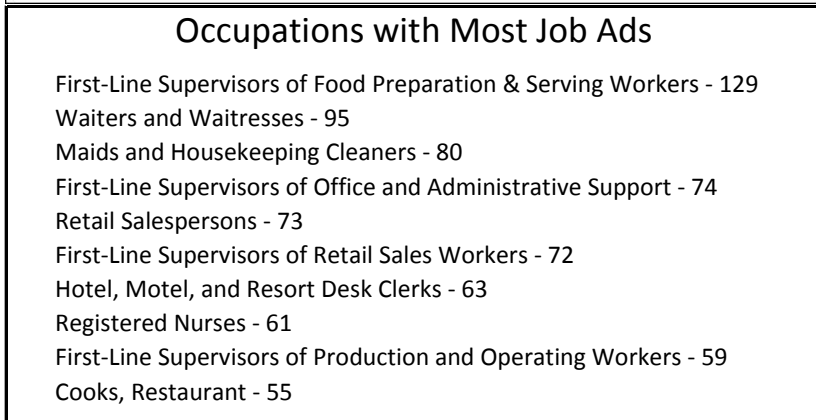 Occupations with Most Job Ads
First-Line Supervisors of Food Preparation & Serving Workers - 129
Waiters and Waitresses - 95
Maids and Housekeeping Cleaners - 80
First-Line Supervisors of Office and Administrative Support - 74
Retail Salespersons - 73
First-Line Supervisors of Retail Sales Workers - 72
Hotel, Motel, and Resort Desk Clerks - 63
Registered Nurses - 61
First-Line Supervisors of Production and Operating Workers - 59
Cooks, Restaurant - 55